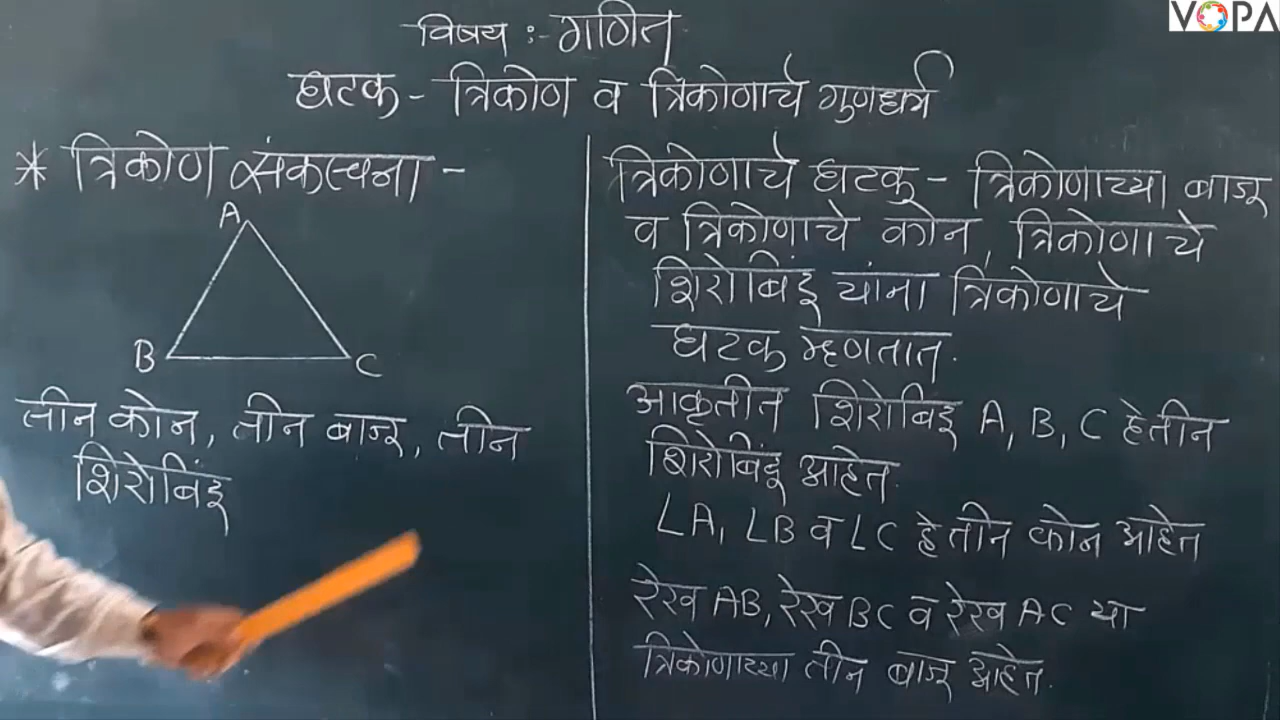 VOPA
विषय :- गणित
घटक - त्रिकोण व त्रिकोणाचे गुणधर्म
* त्रिकोण संकल्पना -
A
B
C
तीन कोन, तीन बाजू, तीन
शिरोबिंदू
त्रिकोणाचे घटक - त्रिकोणाच्या बाजू
व त्रिकोणाचे कोन, त्रिकोणाचे
शिरोबिंदू यांना त्रिकोणाचे
घटक म्हणतात.
आकृतीत शिरोबिंदू A, B, C हे तीन
शिरोबिंदू आहेत.
∠A, ∠B व ∠C हे तीन कोन आहेत
रेख AB, रेख BC व रेख AC या
त्रिकोणाच्या तीन बाजू आहेत.